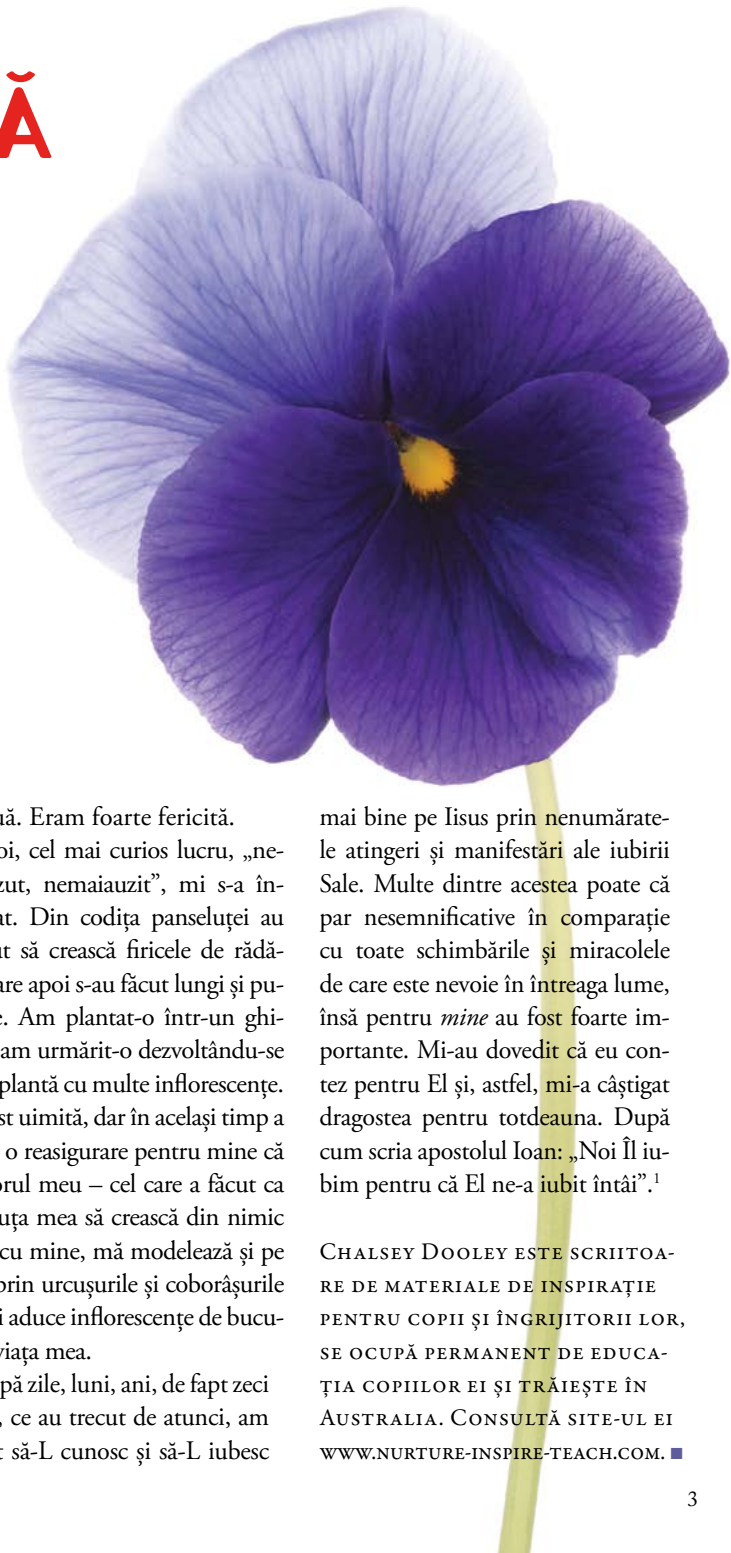 Ă
uă. Eram foarte fericită.
oi, cel mai curios lucru, „ne-
zut, nemaiauzit”, mi s-a în-
at. Din codița panseluței au
ut să crească firicele de rădă-
are apoi s-au făcut lungi și pu-
e. Am plantat-o într-un ghi-
am urmărit-o dezvoltându-se
plantă cu multe inflorescențe.
st uimită, dar în același timp a
o reasigurare pentru mine că
orul meu – cel care a făcut ca
uța mea să crească din nimic
cu mine, mă modelează și pe
prin urcușurile și coborâșurile
i aduce inflorescențe de bucu-
viața mea.
pă zile, luni, ani, de fapt zeci
, ce au trecut de atunci, am
t să-L cunosc și să-L iubesc
mai bine pe Iisus prin nenumărate-
le atingeri și manifestări ale iubirii
Sale. Multe dintre acestea poate că
par nesemnificative în comparație
cu toate schimbările și miracolele
de care este nevoie în întreaga lume,
însă pentru mine au fost foarte im-
portante. Mi-au dovedit că eu con-
tez pentru El și, astfel, mi-a câștigat
dragostea pentru totdeauna. După
cum scria apostolul Ioan: „Noi Îl iu-
bim pentru că El ne-a iubit întâi”.¹
Chalsey Dooley este scriitoa-
re de materiale de inspirație
pentru copii și îngrijitorii lor,
se ocupă permanent de educa-
ția copiilor ei și trăiește în
Australia. Consultă site-ul ei
www.nurture-inspire-teach.com. ■
3